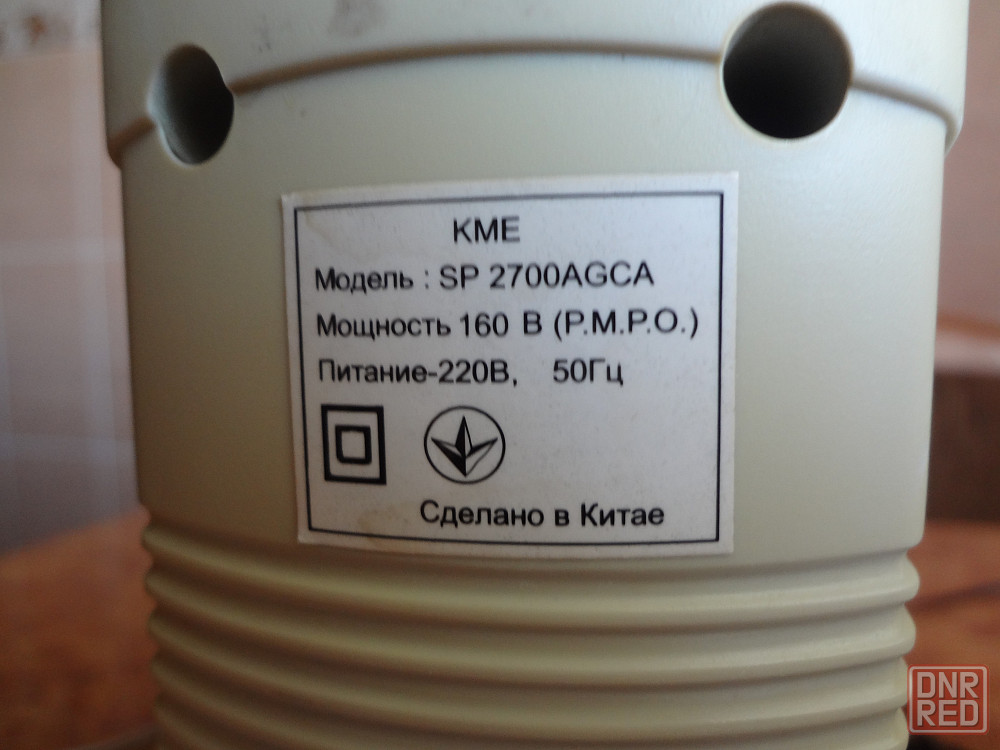 KME
Модель : SP 2700AGCA
Мощность 160 В (P.M.P.O.)
Питание-220В, 50Гц
Сделано в Китае
DNR
RED